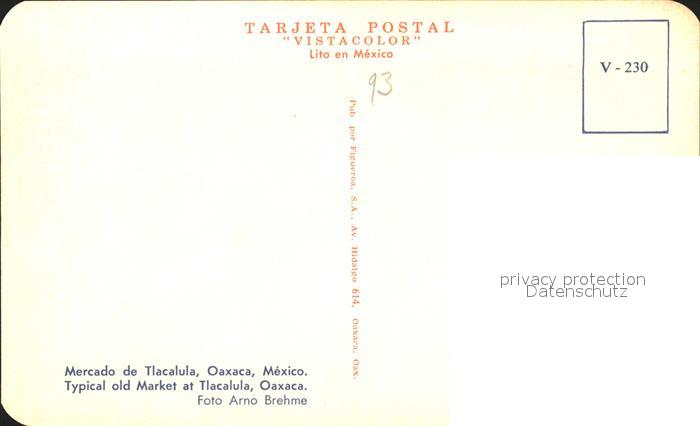 TARJETA POSTAL
"VISTACOLOR"
Lito en México
V - 230
93
Pub por Figueroa, S.A., Av. Hidalgo 614, Oaxaca, Oax.
privacy protection
Datenschutz
Mercado de Tlacalula, Oaxaca, México.
Typical old Market at Tlacalula, Oaxaca.
Foto Arno Brehme